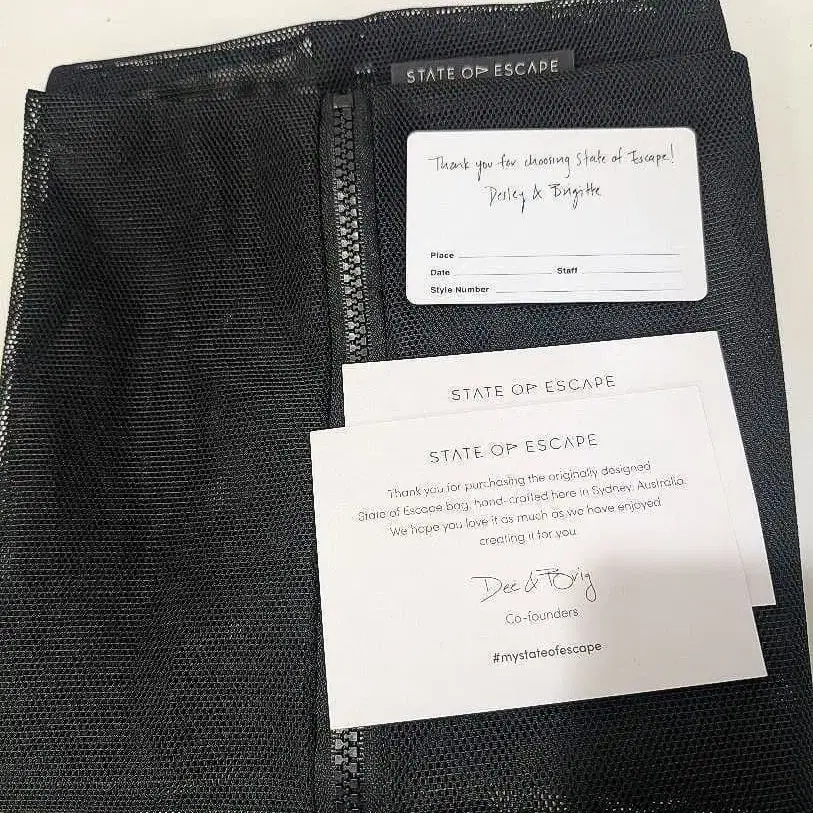 STATE OF ESCAPE
Thank you for choosing State of Escape!
Desley & Brigitte
Place
Date Staff
Style Number
STATE OF ESCAPE
STATE OF ESCAPE
Thank you for purchasing the originally designed
State of Escape bag, hand-crafted here in Sydney, Australia.
We hope you love it as much as we have enjoyed
creating it for you.
Dee & Brig
Co-founders
#mystateofescape